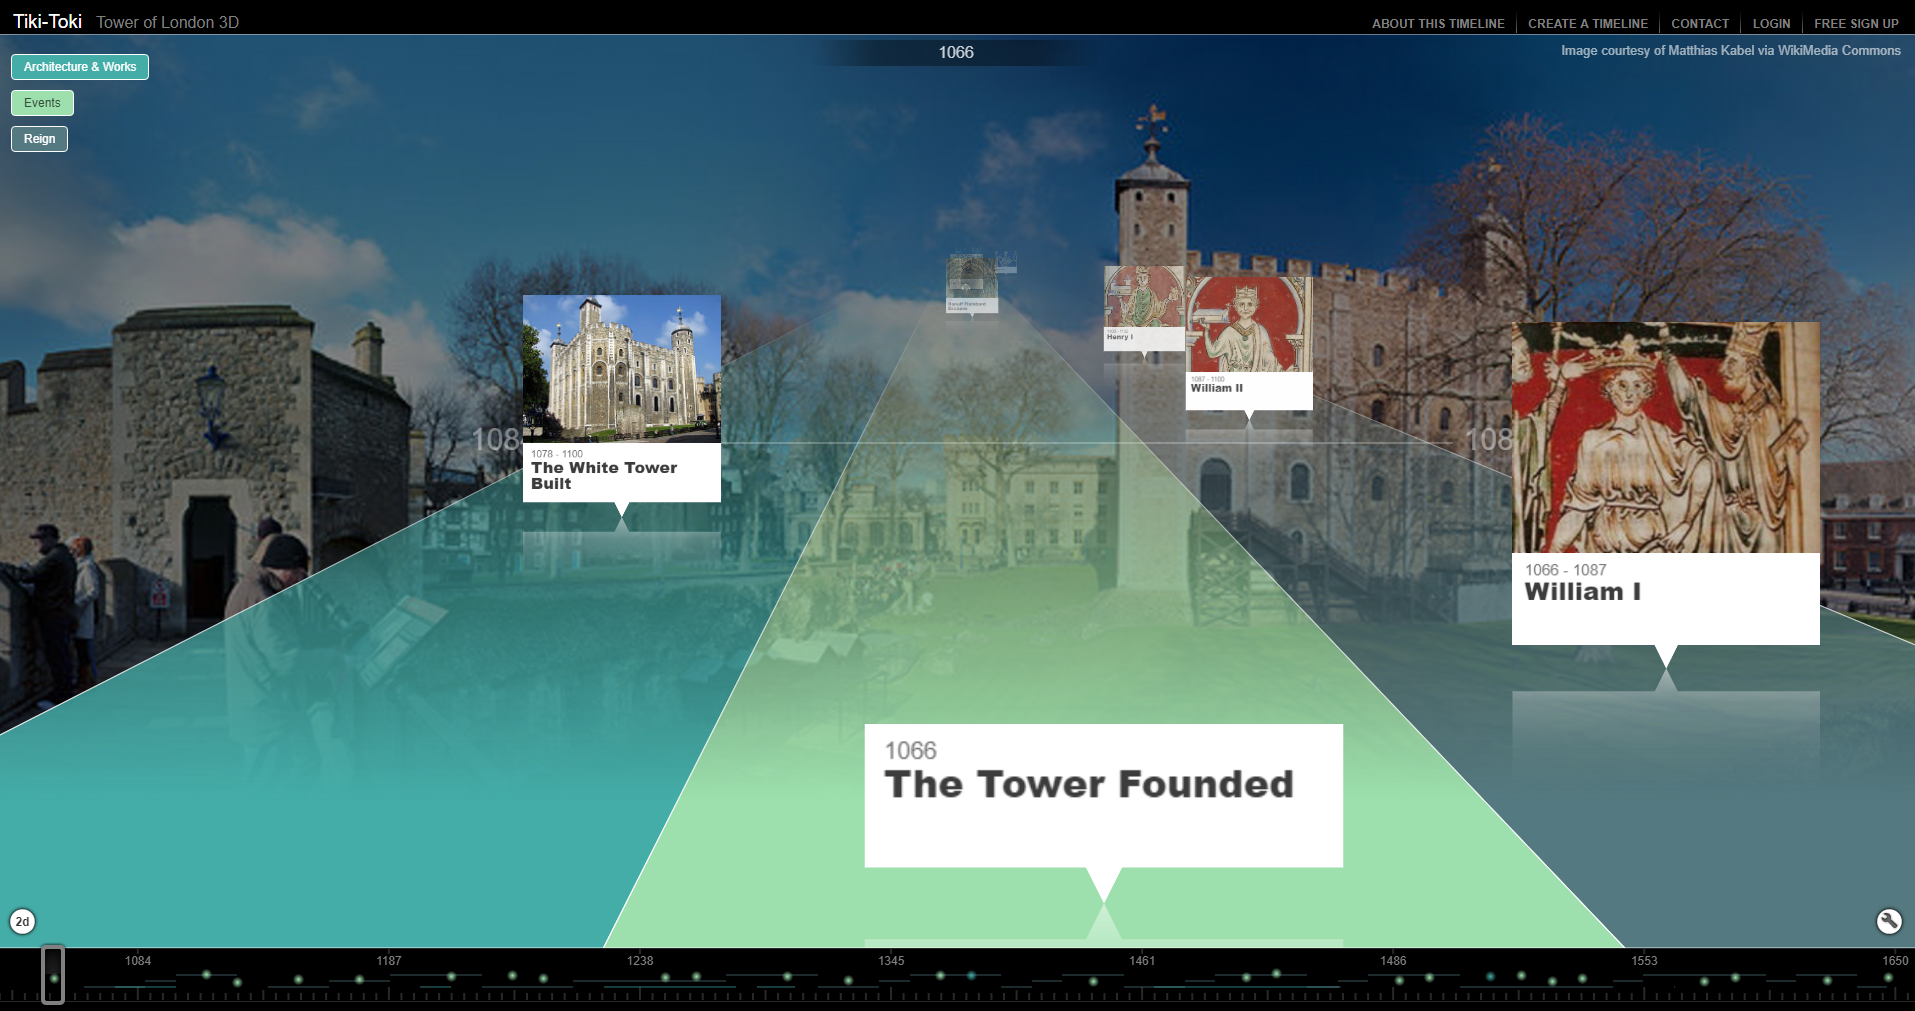 Tiki-Toki Tower of London 3D
ABOUT THIS TIMELINE
CREATE A TIMELINE
CONTACT
LOGIN
FREE SIGN UP
1066
Image courtesy of Matthias Kabel via WikiMedia Commons
Architecture & Works
Events
Reign
Henry I
1087 - 1100
William II
108
108
1078 - 1100
The White Tower
Built
1066 - 1087
William I
1066
The Tower Founded
2d
1084
1187
1238
1345
1461
1486
1553
1650